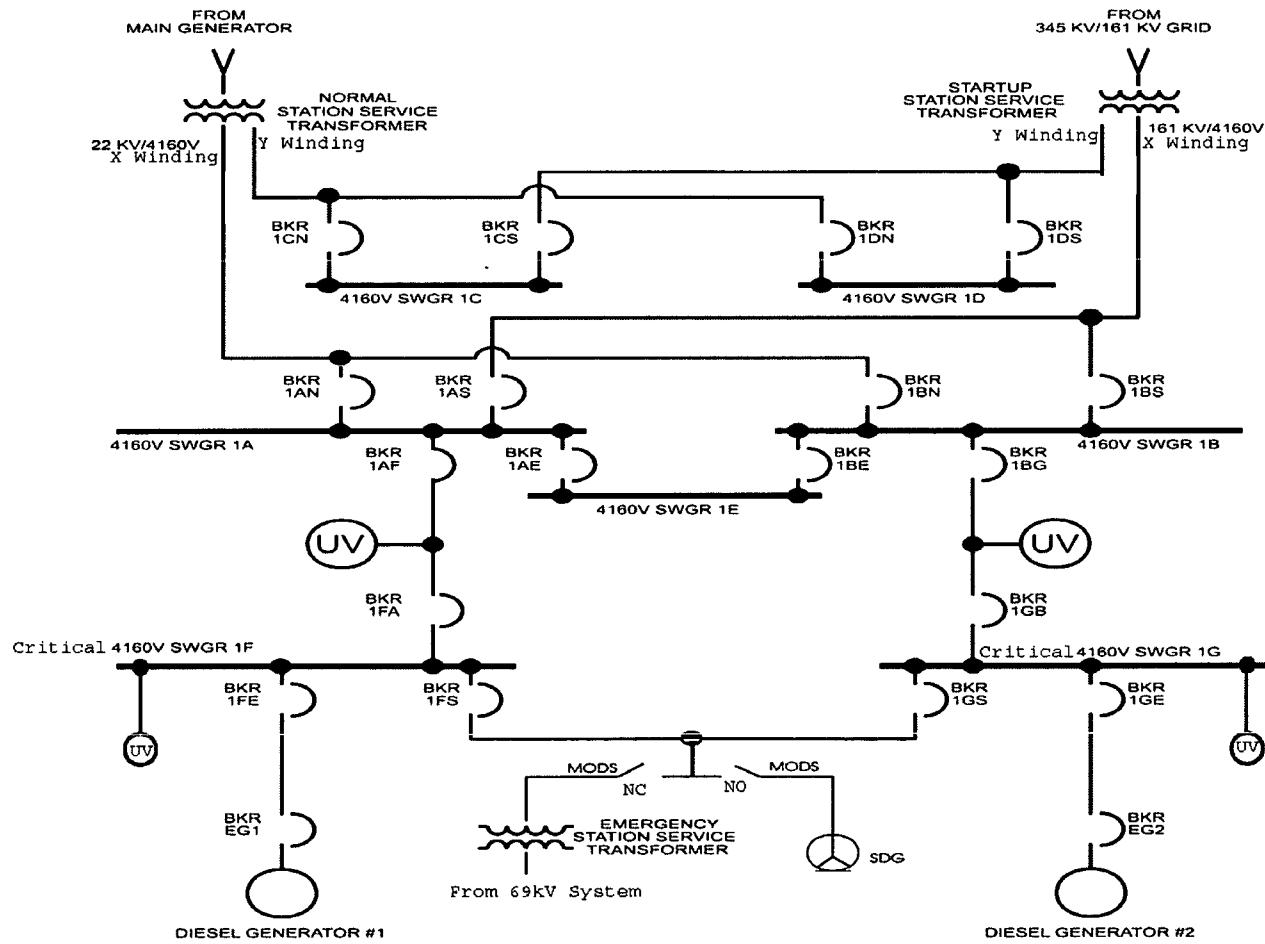 FROM
MAIN GENERATOR
FROM
345 KV/161 KV GRID
NORMAL
STATION SERVICE
TRANSFORMER
STARTUP
STATION SERVICE
TRANSFORMER
22 KV/4160V
X Winding
Y Winding
Y Winding
161 KV/4160V
X Winding
BKR
1CN
BKR
1CS
BKR
1DN
BKR
1DS
4160V SWGR 1C
4160V SWGR 1D
BKR
1AN
BKR
1AS
BKR
1BN
BKR
1BS
4160V SWGR 1A
4160V SWGR 1B
BKR
1AF
BKR
1AE
BKR
1BE
BKR
1BG
4160V SWGR 1E
UV
UV
BKR
1FA
BKR
1GB
Critical 4160V SWGR 1F
Critical 4160V SWGR 1G
BKR
1FE
BKR
1FS
BKR
1GS
BKR
1GE
UV
UV
MODS
MODS
NC
NO
BKR
EG1
EMERGENCY
STATION SERVICE
TRANSFORMER
SDG
BKR
EG2
From 69kV System
DIESEL GENERATOR #1
DIESEL GENERATOR #2